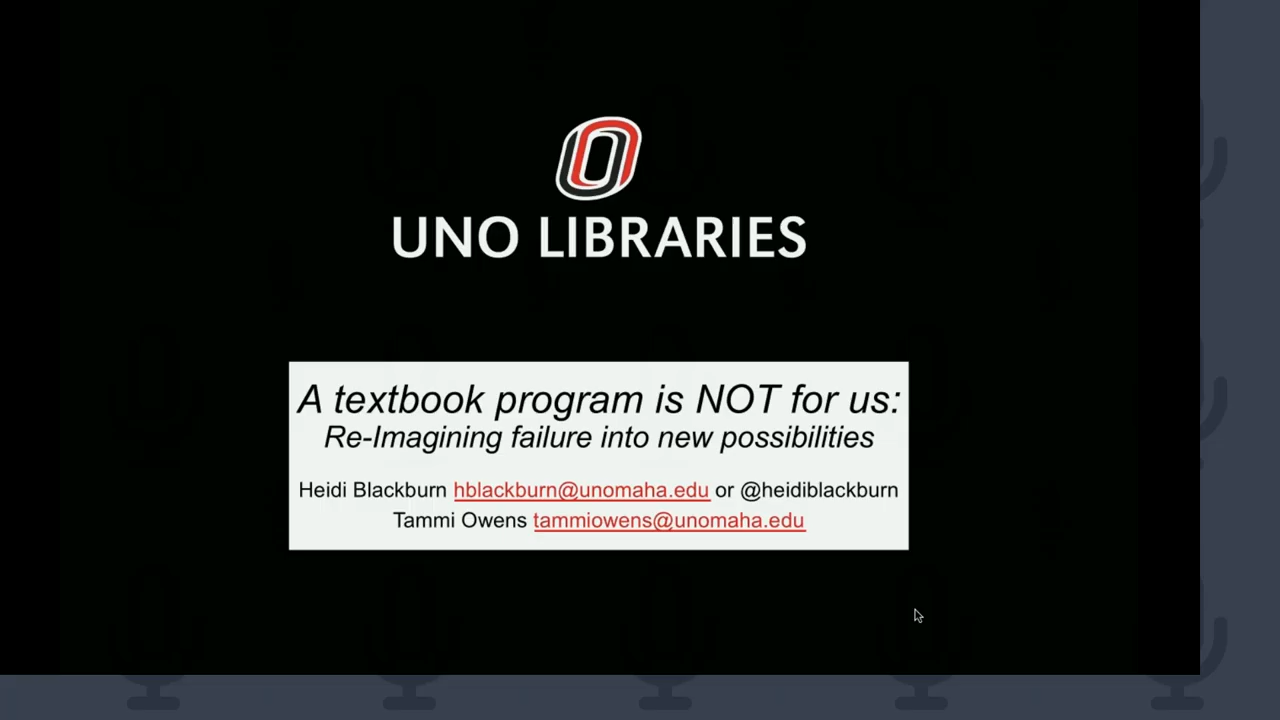 UNO LIBRARIES
A textbook program is NOT for us:
Re-Imagining failure into new possibilities
Heidi Blackburn hblackburn@unomaha.edu or @heidiblackburn
Tammi Owens tammiowens@unomaha.edu